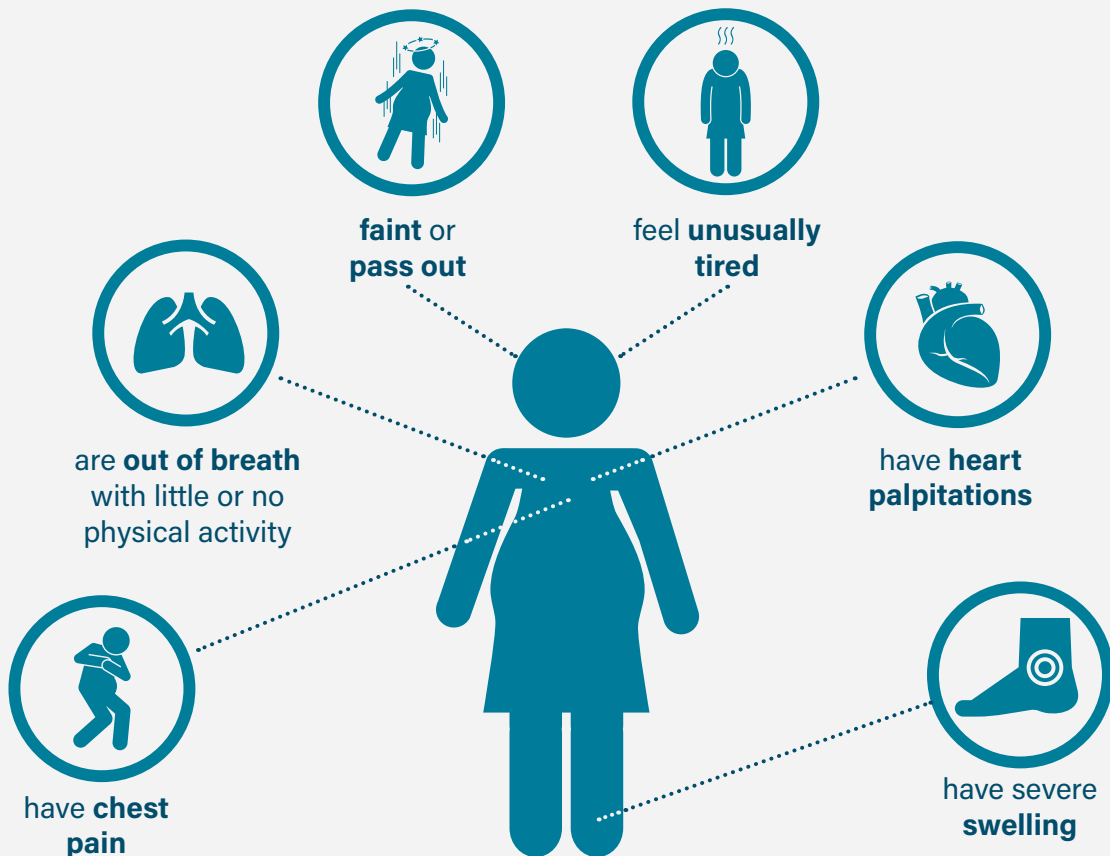 faint or
pass out
feel unusually
tired
are out of breath
with little or no
physical activity
have heart
palpitations
have chest
pain
have severe
swelling